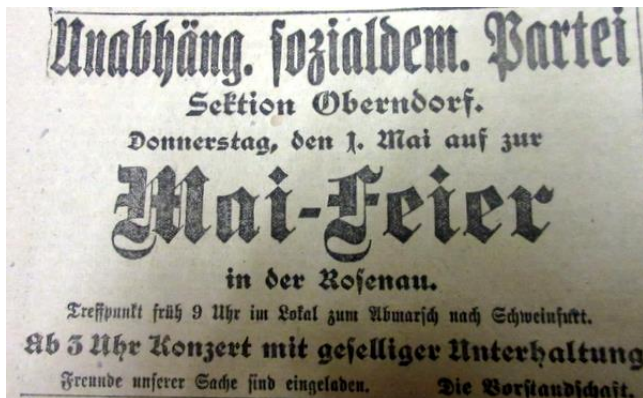 Unabhäng. sozialdem. Partei
Sektion Oberndorf.
Donnerstag, den 1. Mai auf zur
Mai-Feier
in der Rosenau.
Treffpunkt früh 9 Uhr im Lokal zum Abmarsch nach Schweinfurt.
Ab 3 Uhr Konzert mit geselliger Unterhaltung
Freunde unserer Sache sind eingeladen. Die Vorstandschaft.